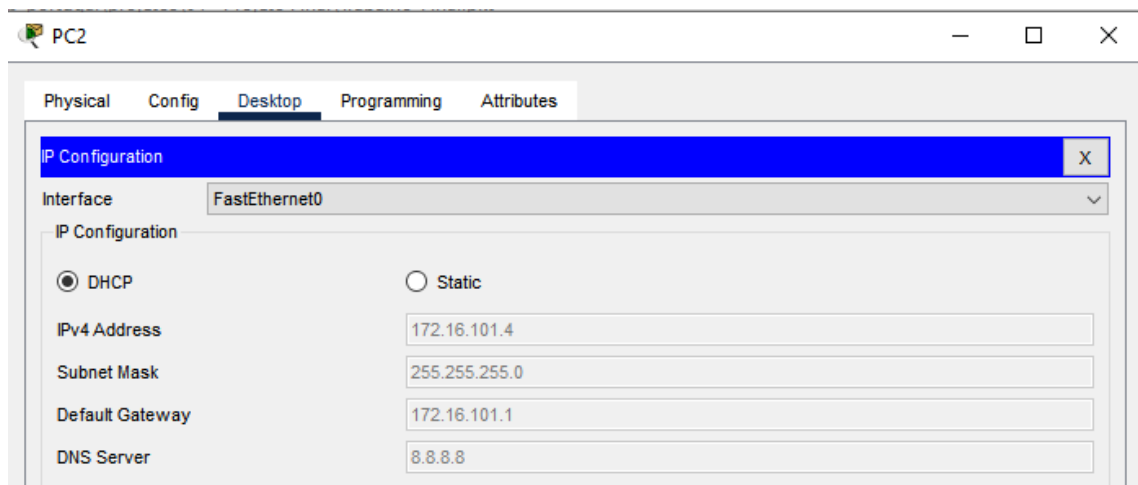 PC2
Physical Config Desktop Programming Attributes
IP Configuration X
Interface FastEthernet0
IP Configuration
DHCP Static
IPv4 Address 172.16.101.4
Subnet Mask 255.255.255.0
Default Gateway 172.16.101.1
DNS Server 8.8.8.8